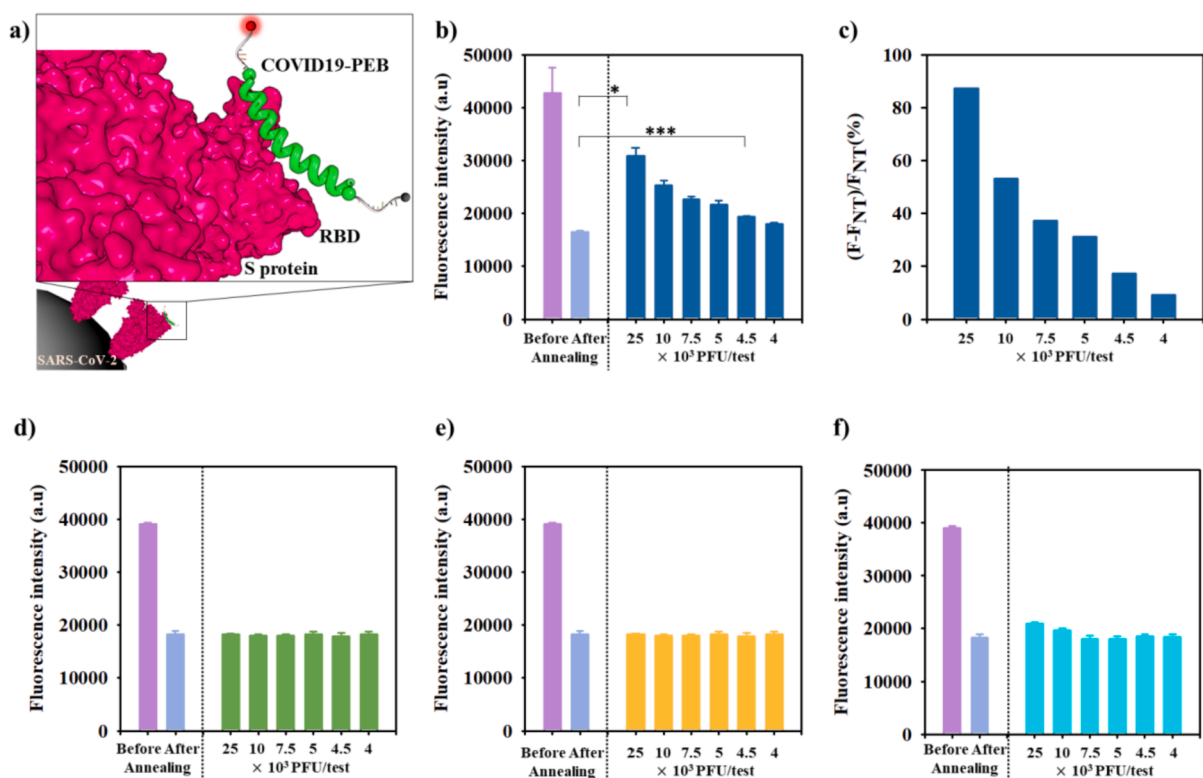 a)
COVID19-PEB
RBD
S protein
SARS-CoV-2
b)
Fluorescence intensity (a.u)
50000
40000
30000
20000
10000
0
*
***
Before After
Annealing
25 10 7.5 5 4.5 4
× 10³ PFU/test
c)
(F-F_NT)/F_NT(%)
100
80
60
40
20
0
25 10 7.5 5 4.5 4
× 10³ PFU/test
d)
Fluorescence intensity (a.u)
50000
40000
30000
20000
10000
0
Before After
Annealing
25 10 7.5 5 4.5 4
× 10³ PFU/test
e)
Fluorescence intensity (a.u)
50000
40000
30000
20000
10000
0
Before After
Annealing
25 10 7.5 5 4.5 4
× 10³ PFU/test
f)
Fluorescence intensity (a.u)
50000
40000
30000
20000
10000
0
Before After
Annealing
25 10 7.5 5 4.5 4
× 10³ PFU/test